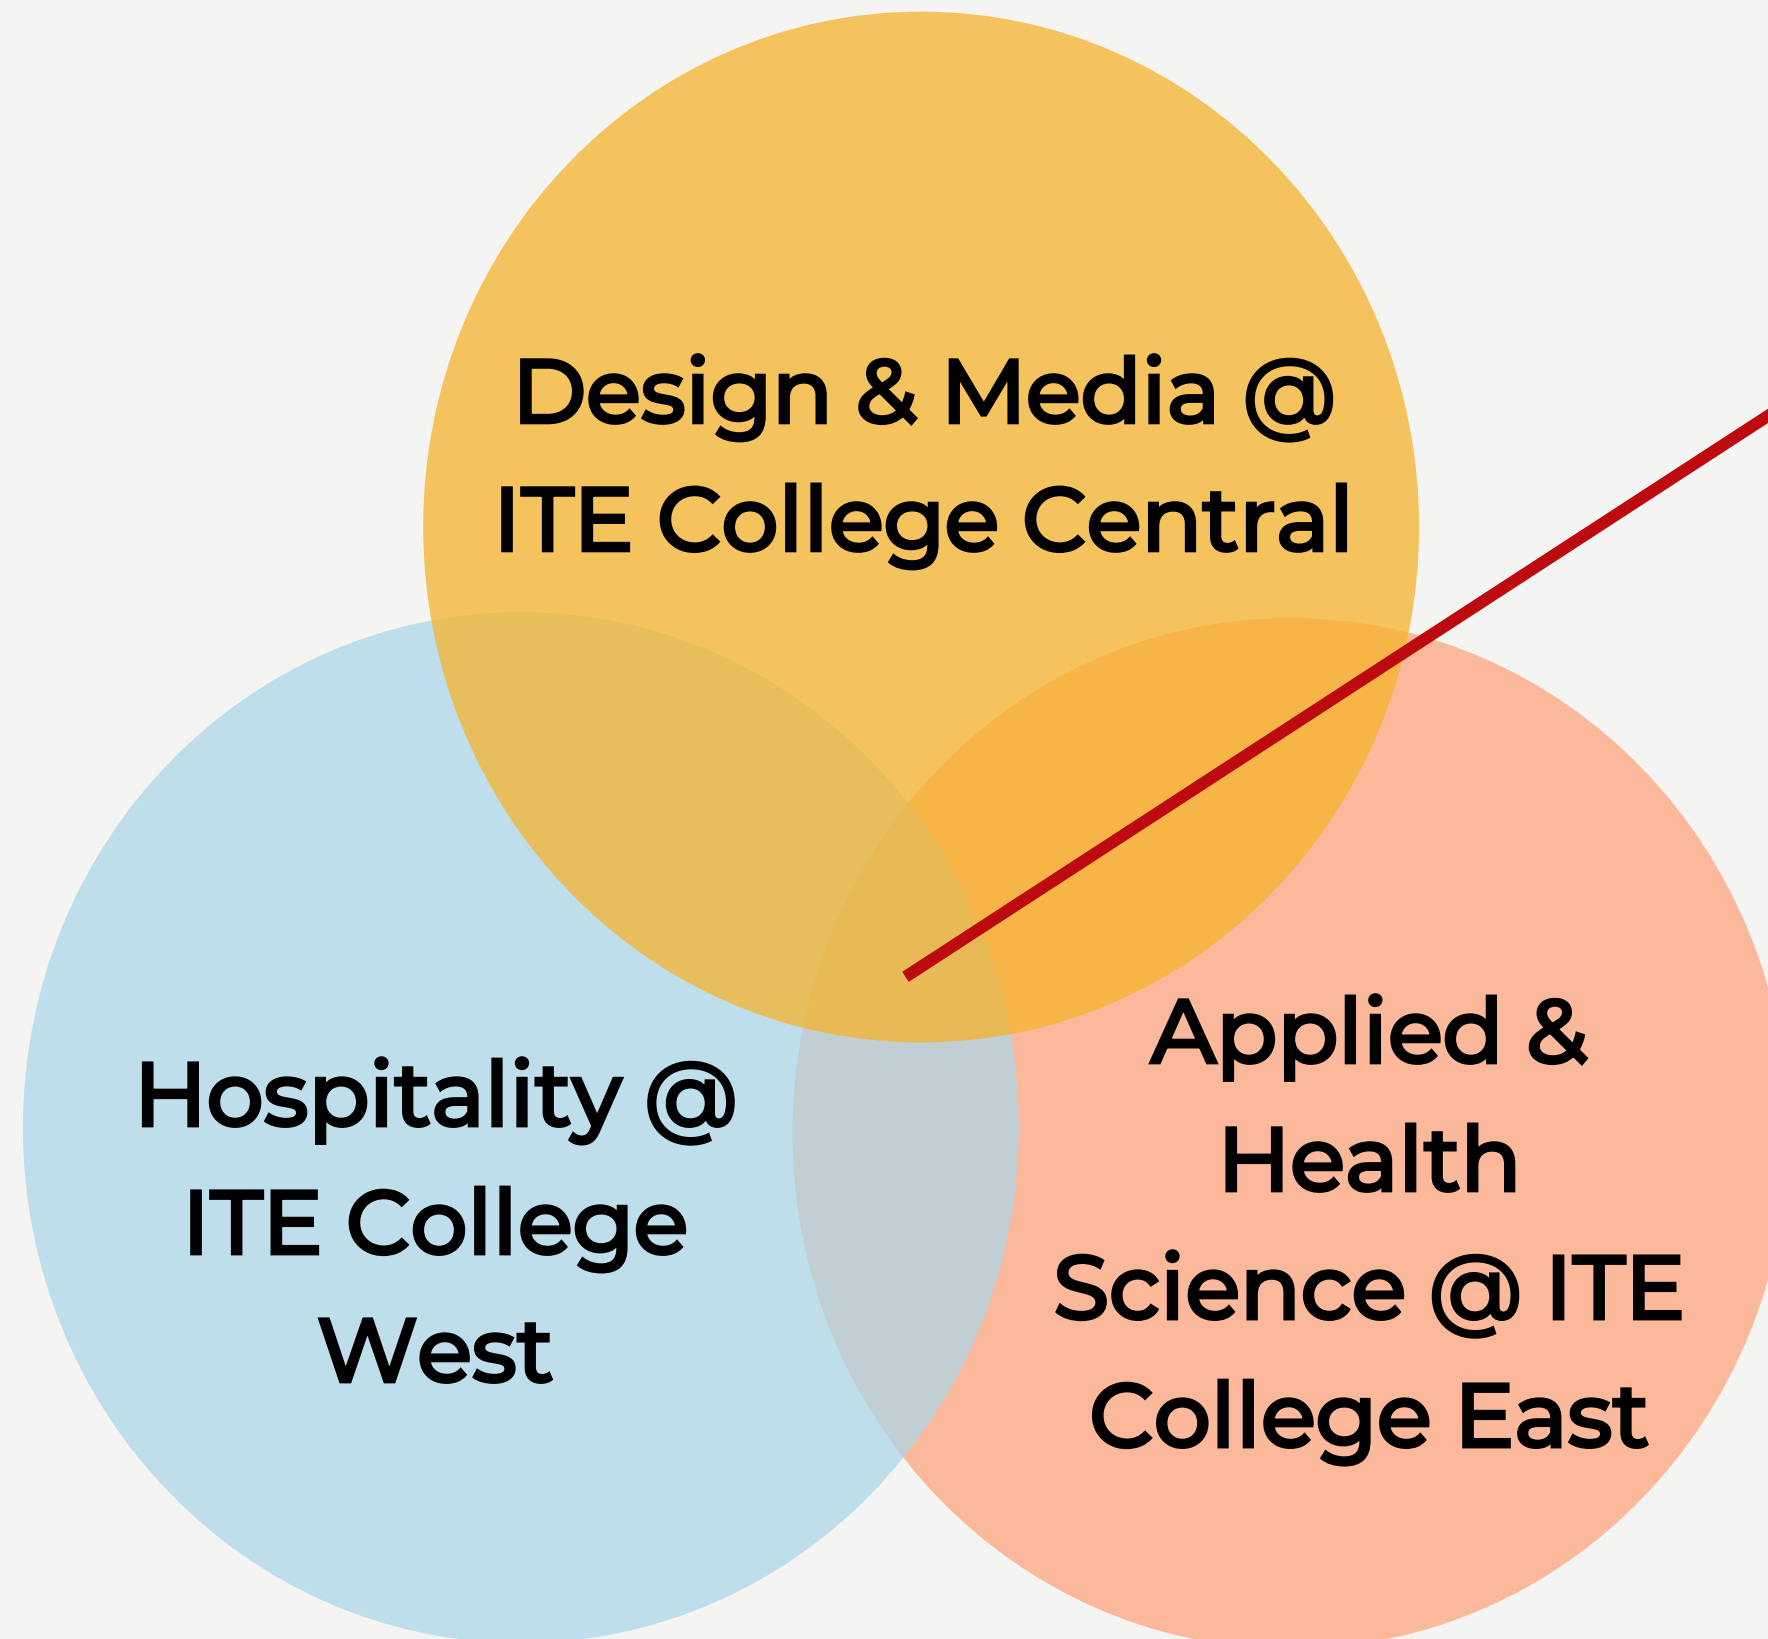 Design & Media @
ITE College Central
Hospitality @
ITE College
West
Applied &
Health
Science @ ITE
College East